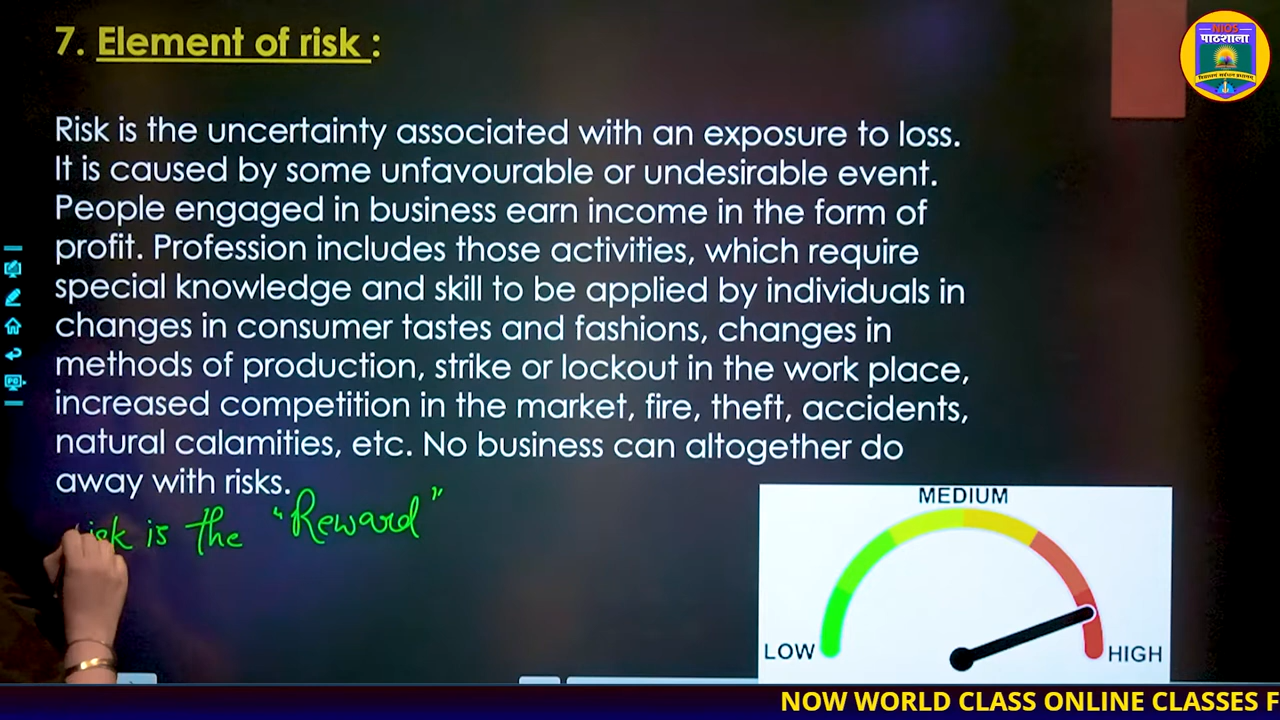 7. Element of risk :
NIOS
पाठशाला
Risk is the uncertainty associated with an exposure to loss.
It is caused by some unfavourable or undesirable event.
People engaged in business earn income in the form of
profit. Profession includes those activities, which require
special knowledge and skill to be applied by individuals in
changes in consumer tastes and fashions, changes in
methods of production, strike or lockout in the work place,
increased competition in the market, fire, theft, accidents,
natural calamities, etc. No business can altogether do
away with risks.
risk is the "Reward"
MEDIUM
LOW
HIGH
NOW WORLD CLASS ONLINE CLASSES F